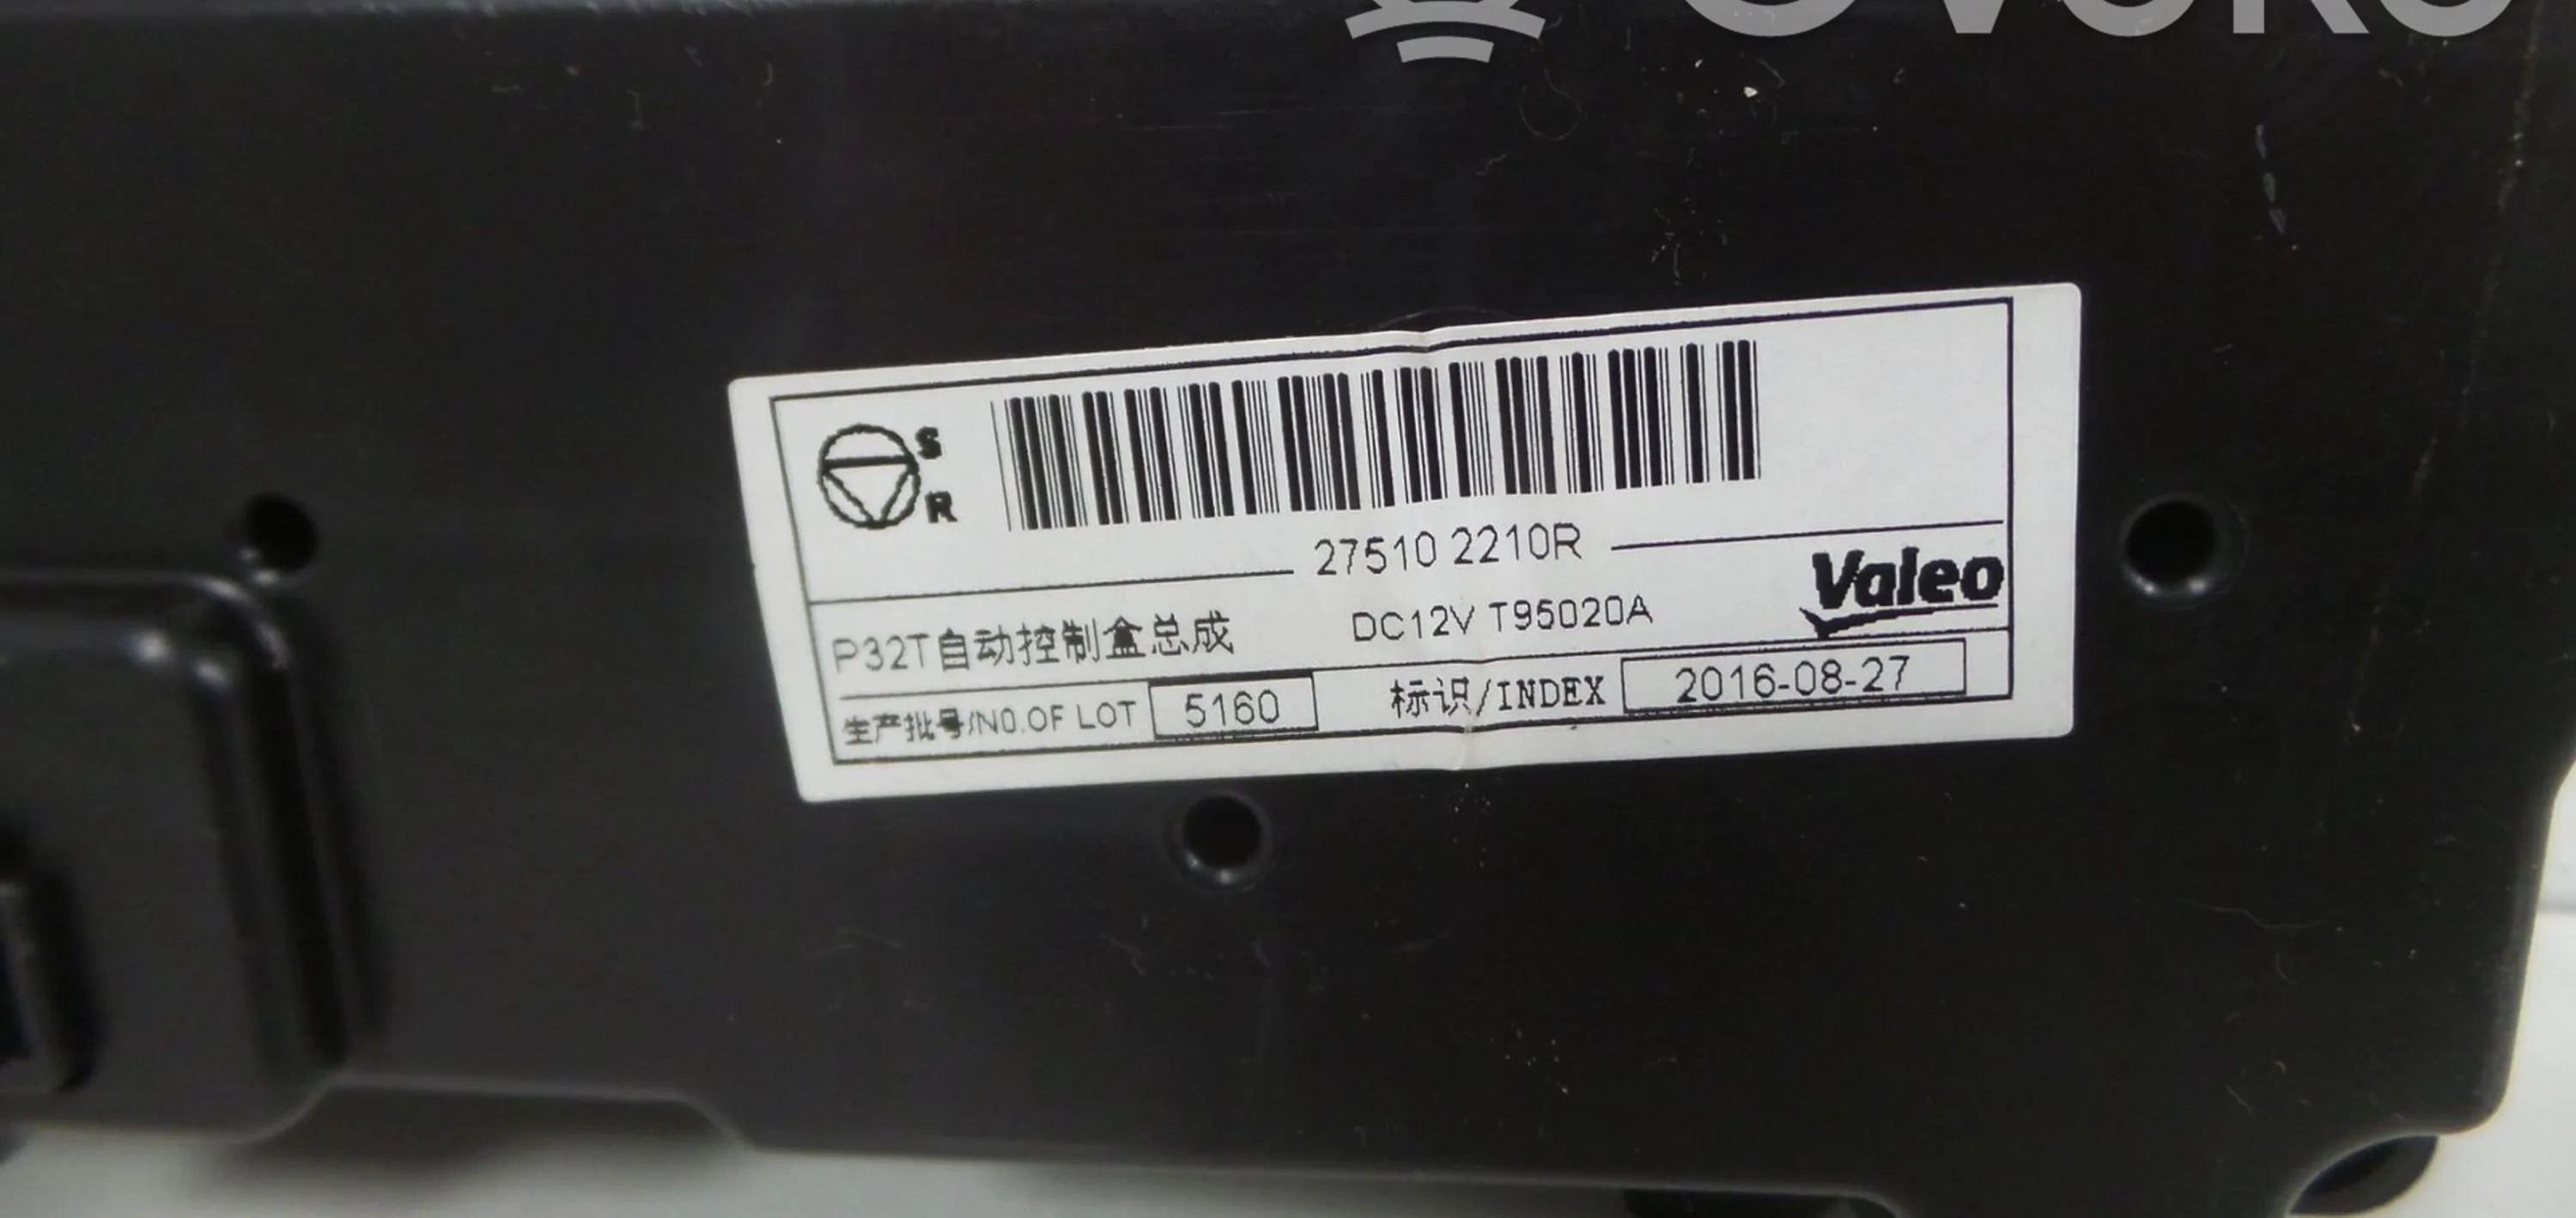 S
R
27510 2210R
Valeo
P32T自动控制盒总成 DC12V T95020A
生产批号/NO.OF LOT 5160 标识/INDEX 2016-08-27